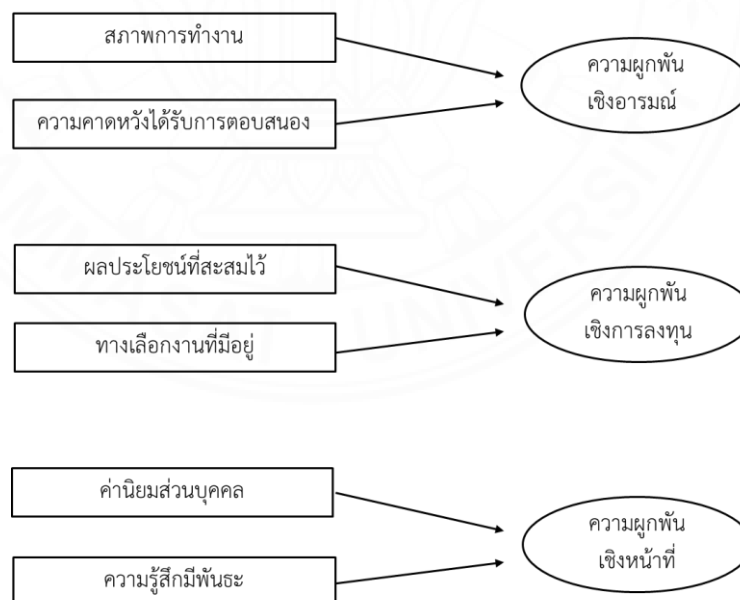 สภาพการทำงาน
ความคาดหวังได้รับการตอบสนอง
ความผูกพัน
เชิงอารมณ์
ผลประโยชน์ที่สะสมไว้
ทางเลือกงานที่มีอยู่
ความผูกพัน
เชิงการลงทุน
ค่านิยมส่วนบุคคล
ความรู้สึกมีพันธะ
ความผูกพัน
เชิงหน้าที่